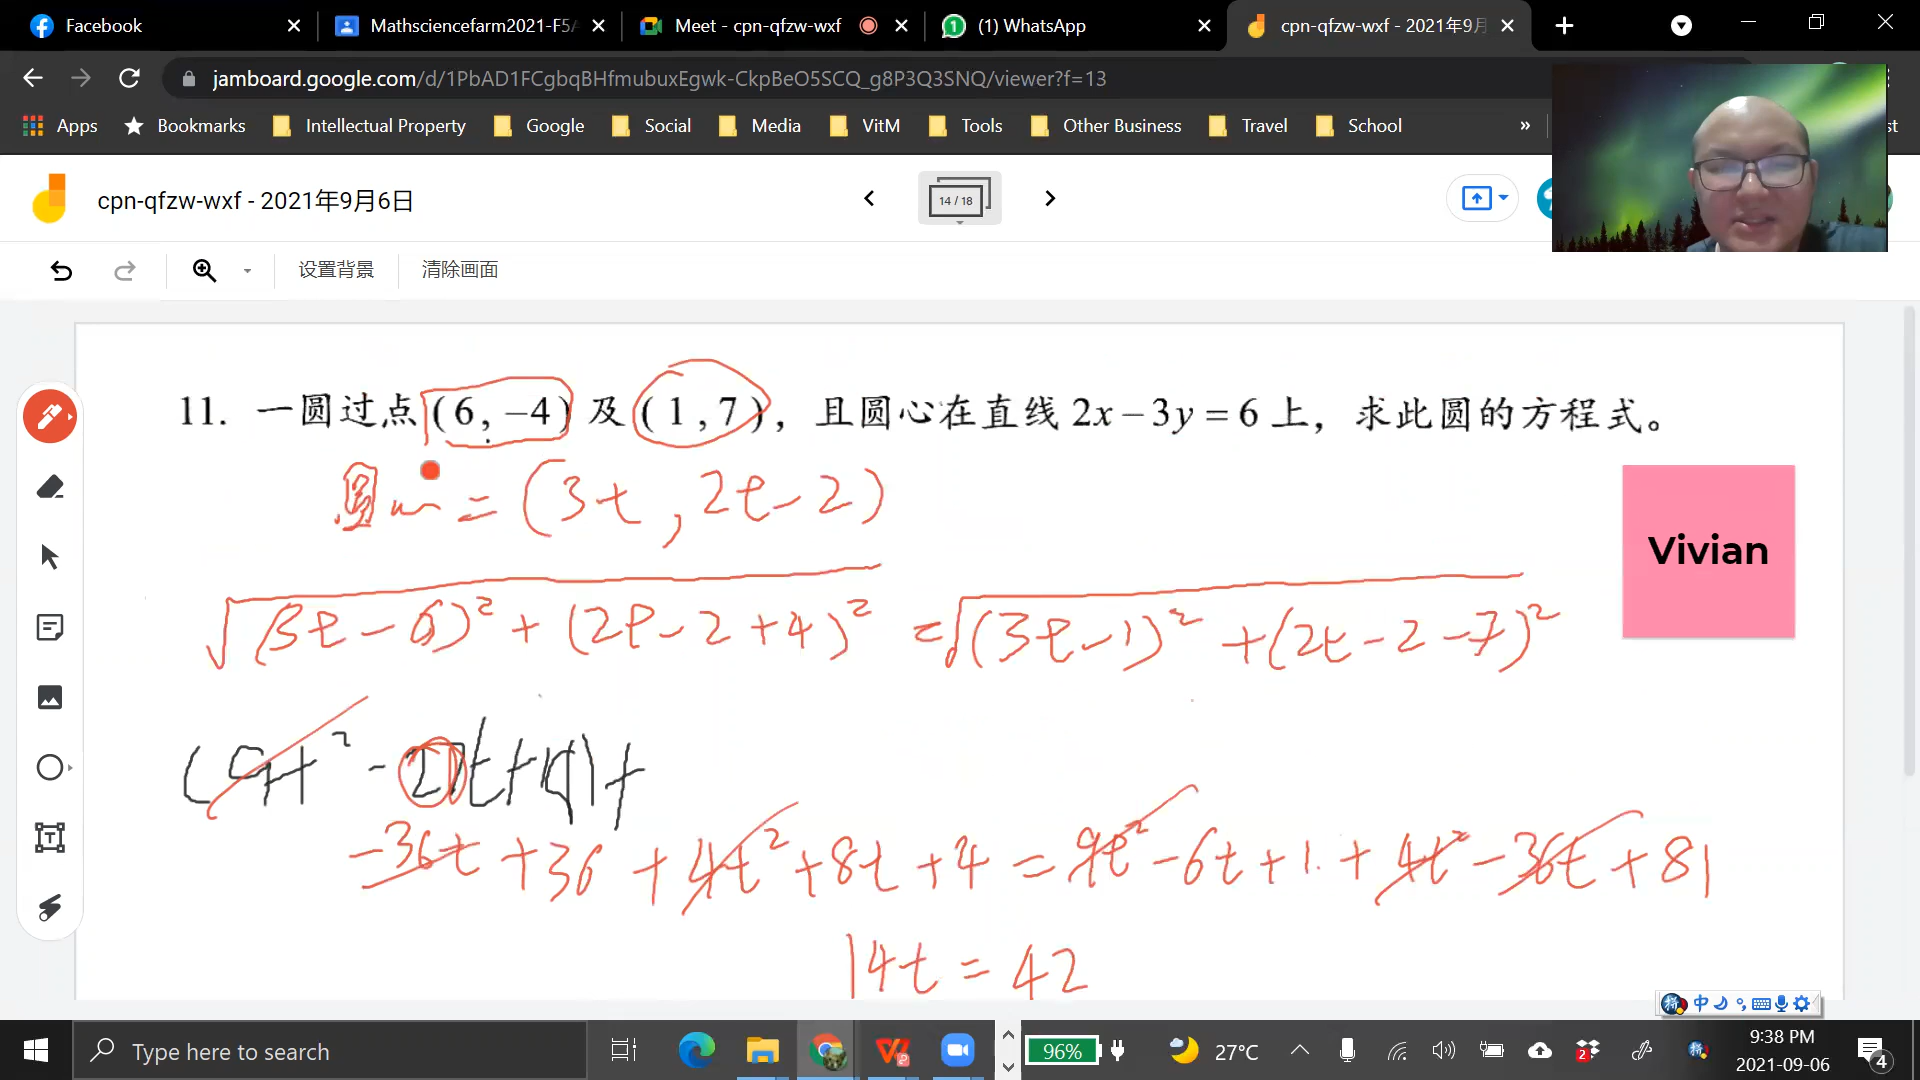 Facebook
Mathsciencefarm2021-F5A
Meet - cpn-qfzw-wxf
(1) WhatsApp
cpn-qfzw-wxf - 2021年9月
jamboard.google.com/d/1PbAD1FCgbqBHfmubuxEgwk-CkpBeO5SCQ_g8P3Q3SNQ/viewer?f=13
Apps
Bookmarks
Intellectual Property
Google
Social
Media
VitM
Tools
Other Business
Travel
School
»
st
cpn-qfzw-wxf - 2021年9月6日
14 / 18
设置背景
清除画面
11. 一圆过点(6, −4)及(1, 7)，且圆心在直线 2x−3y=6 上，求此圆的方程式。
圆心 = (3t, 2t-2)
Vivian
√(3t-6)²+(2t-2+4)² = √(3t-1)²+(2t-2-7)²
-36t+36+4t²+8t+4 = 9t²-6t+1+4t²-36t+81
14t = 42
中
Type here to search
96%
27°C
2
2
9:38 PM
2021-09-06
4